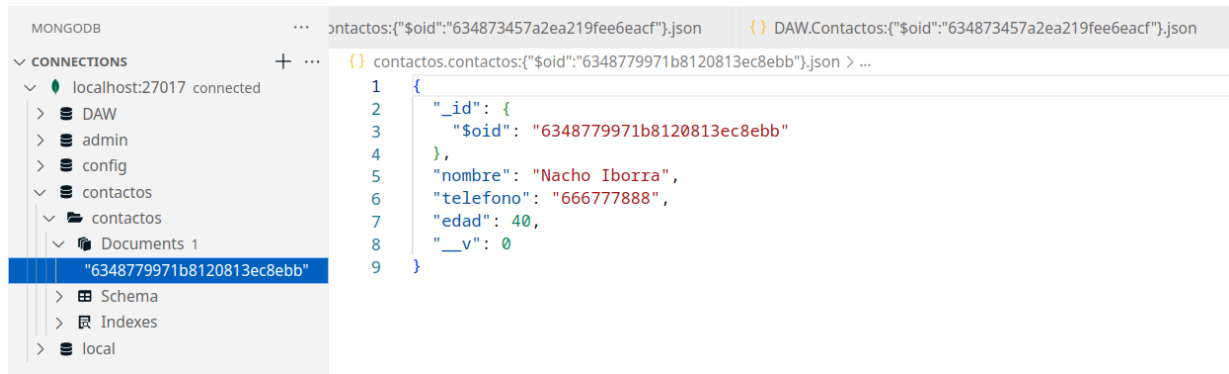 MONGODB ...
CONNECTIONS + ...
localhost:27017 connected
DAW
admin
config
contactos
contactos
Documents 1
"6348779971b8120813ec8ebb"
Schema
Indexes
local
ontactos:{"$oid":"634873457a2ea219fee6eacf"}.json {} DAW.Contactos:{"$oid":"634873457a2ea219fee6eacf"}.json
{} contactos.contactos:{"$oid":"6348779971b8120813ec8ebb"}.json > ...
1 {
2 "_id": {
3 "$oid": "6348779971b8120813ec8ebb"
4 },
5 "nombre": "Nacho Iborra",
6 "telefono": "666777888",
7 "edad": 40,
8 "__v": 0
9 }